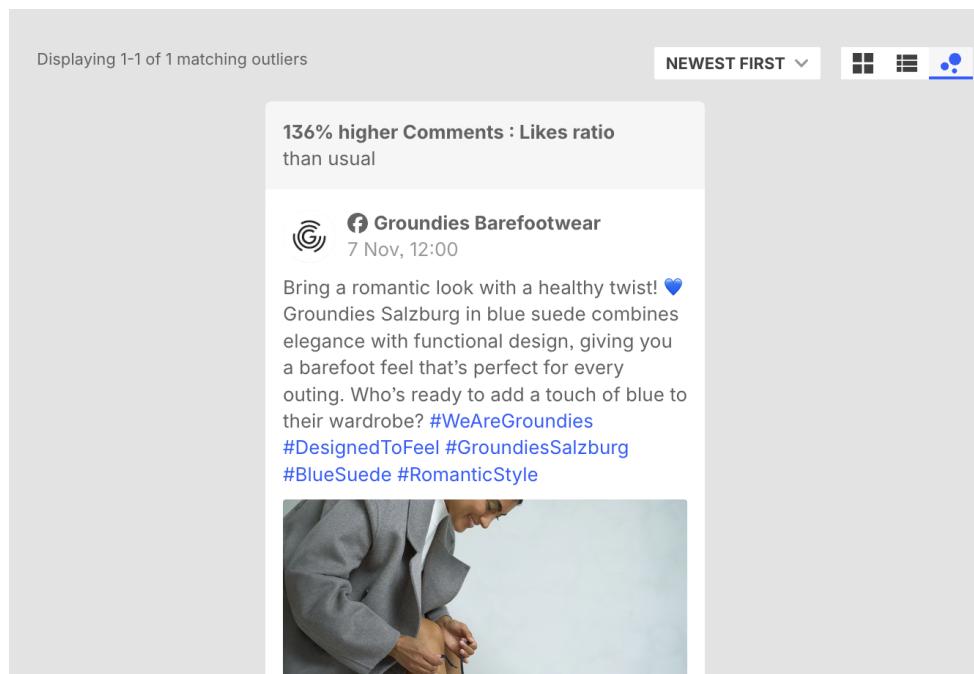 Displaying 1-1 of 1 matching outliers
NEWEST FIRST
136% higher Comments : Likes ratio
than usual
Groundies Barefootwear
7 Nov, 12:00
Bring a romantic look with a healthy twist! 💙
Groundies Salzburg in blue suede combines
elegance with functional design, giving you
a barefoot feel that’s perfect for every
outing. Who’s ready to add a touch of blue to
their wardrobe? #WeAreGroundies
#DesignedToFeel #GroundiesSalzburg
#BlueSuede #RomanticStyle